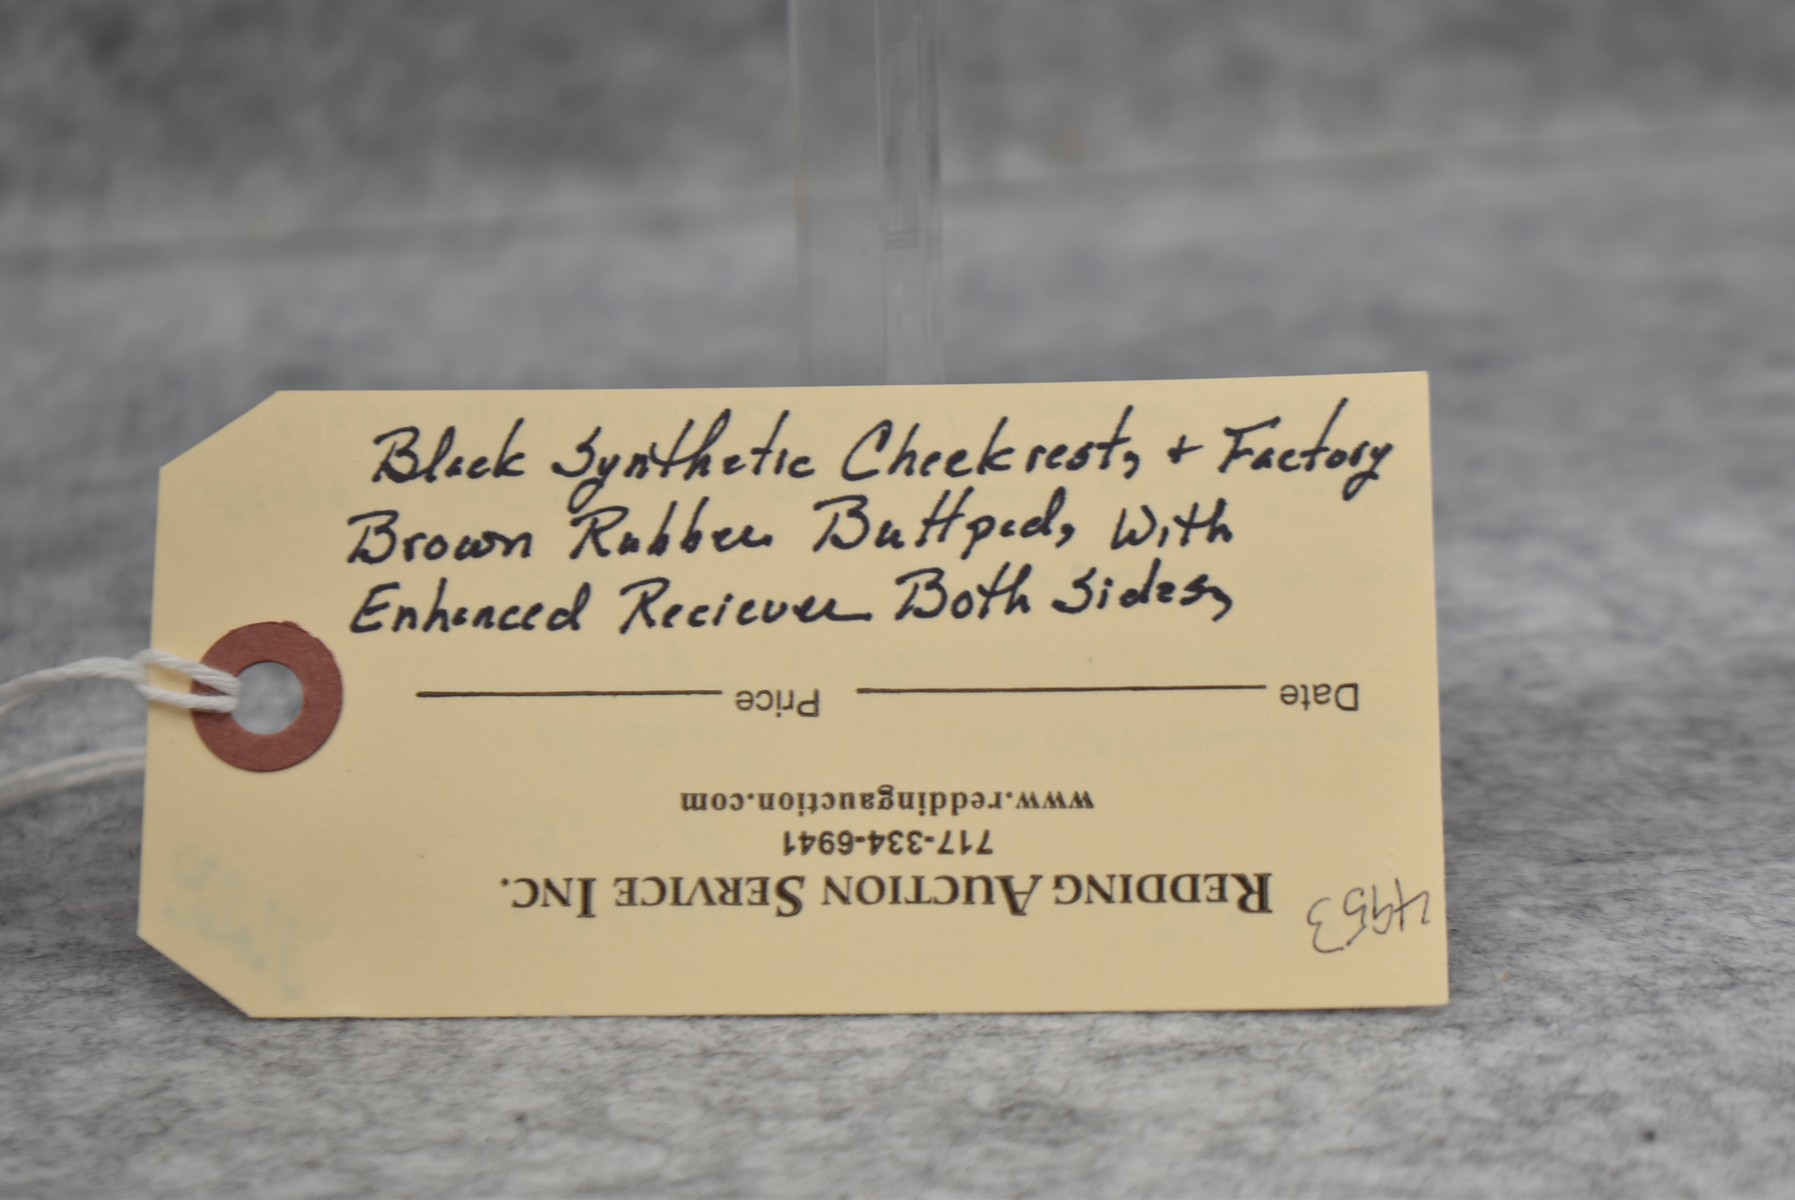 Black Synthetic Cheekrest, + Factory
Brown Rubber Buttpad, With
Enhanced Reciever Both Sides,
4953
REDDING AUCTION SERVICE INC.
717-334-6941
www.reddingauction.com
Date Price